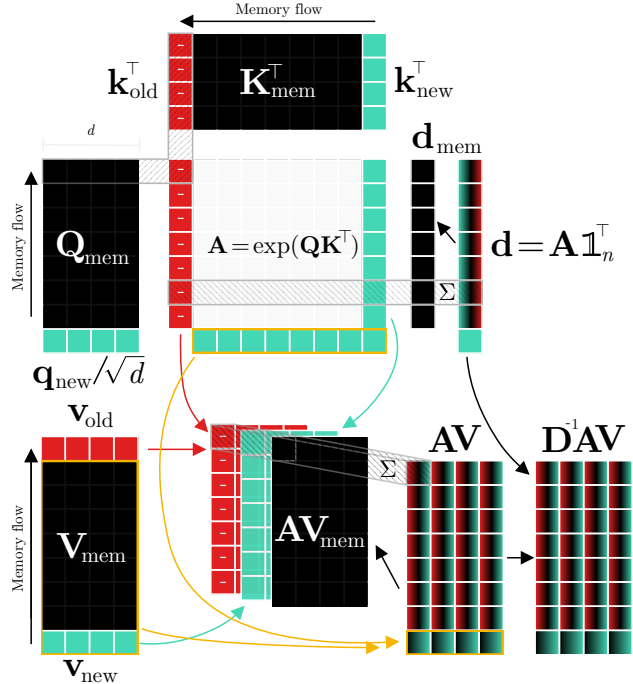 Memory flow
k⊤old
K⊤mem
k⊤new
d
dmem
Memory flow
Qmem
A = exp(QK⊤)
d = A𝟙⊤n
Σ
qnew/√d
vold
AV
D-1AV
Memory flow
Σ
Vmem
AVmem
vnew